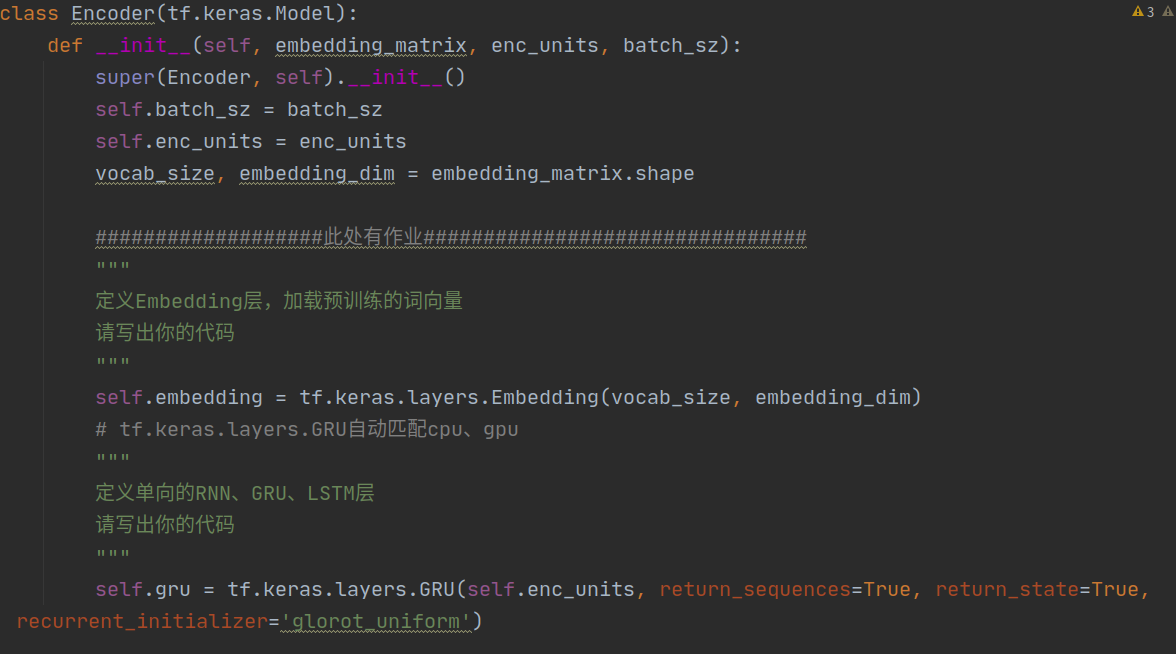 class Encoder(tf.keras.Model):
3
def __init__(self, embedding_matrix, enc_units, batch_sz):
super(Encoder, self).__init__()
self.batch_sz = batch_sz
self.enc_units = enc_units
vocab_size, embedding_dim = embedding_matrix.shape
###################此处有作业################################
"""
定义Embedding层，加载预训练的词向量
请写出你的代码
"""
self.embedding = tf.keras.layers.Embedding(vocab_size, embedding_dim)
# tf.keras.layers.GRU自动匹配cpu、gpu
"""
定义单向的RNN、GRU、LSTM层
请写出你的代码
"""
self.gru = tf.keras.layers.GRU(self.enc_units, return_sequences=True, return_state=True,
recurrent_initializer='glorot_uniform')